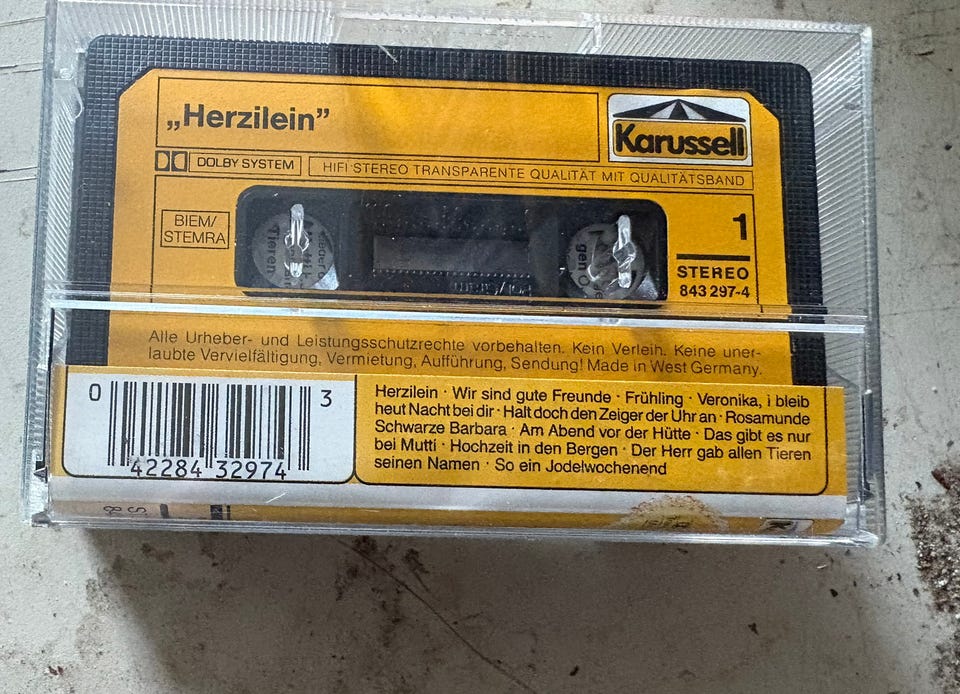 „Herzilein”
Karussell
DOLBY SYSTEM
HIFI STEREO TRANSPARENTE QUALITÄT MIT QUALITÄTSBAND
BIEM/
STEMRA
1
STEREO
843 297-4
Alle Urheber- und Leistungsschutzrechte vorbehalten. Kein Verleih. Keine uner-
laubte Vervielfältigung, Vermietung, Aufführung, Sendung! Made in West Germany.
0 42284 32974 3
Herzilein · Wir sind gute Freunde · Frühling · Veronika, i bleib
heut Nacht bei dir · Halt doch den Zeiger der Uhr an · Rosamunde
Schwarze Barbara · Am Abend vor der Hütte · Das gibt es nur
bei Mutti · Hochzeit in den Bergen · Der Herr gab allen Tieren
seinen Namen · So ein Jodelwochenend